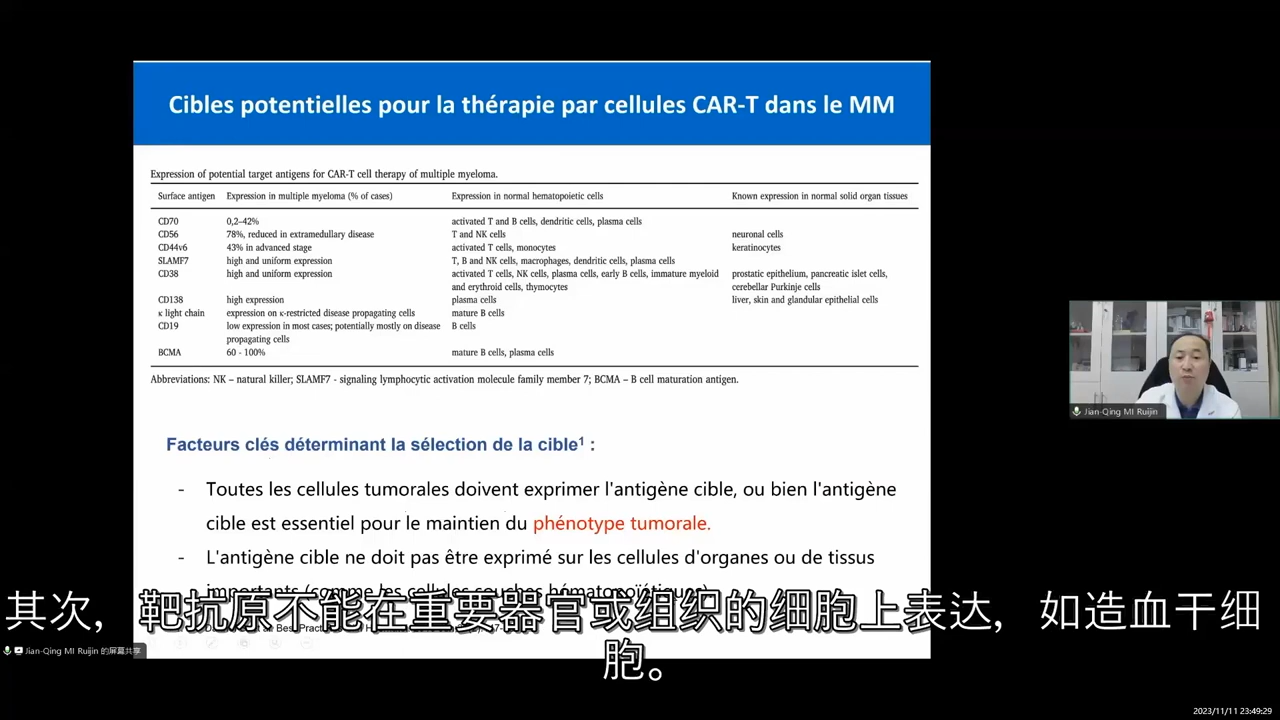 Cibles potentielles pour la thérapie par cellules CAR-T dans le MM
Expression of potential target antigens for CAR-T cell therapy of multiple myeloma.
Surface antigen Expression in multiple myeloma (% of cases) Expression in normal hematopoietic cells Known expression in normal solid organ tissues
CD70 0,2–42% activated T and B cells, dendritic cells, plasma cells
CD56 78%, reduced in extramedullary disease T and NK cells neuronal cells
CD44v6 43% in advanced stage activated T cells, monocytes keratinocytes
SLAMF7 high and uniform expression T, B and NK cells, macrophages, dendritic cells, plasma cells
CD38 high and uniform expression activated T cells, NK cells, plasma cells, early B cells, immature myeloid prostatic epithelium, pancreatic islet cells,
and erythroid cells, thymocytes cerebellar Purkinje cells
CD138 high expression plasma cells liver, skin and glandular epithelial cells
κ light chain expression on κ-restricted disease propagating cells mature B cells
CD19 low expression in most cases; potentially mostly on disease B cells
propagating cells
BCMA 60 - 100% mature B cells, plasma cells
Abbreviations: NK – natural killer; SLAMF7 - signaling lymphocytic activation molecule family member 7; BCMA – B cell maturation antigen.
Facteurs clés déterminant la sélection de la cible¹ :
- Toutes les cellules tumorales doivent exprimer l'antigène cible, ou bien l'antigène
cible est essentiel pour le maintien du phénotype tumorale.
- L'antigène cible ne doit pas être exprimé sur les cellules d'organes ou de tissus
importants (comme les cellules souches hématopoïétiques)
其次，靶抗原不能在重要器官或组织的细胞上表达，如造血干细
胞。
Jian-Qing MI Ruijin
Jian-Qing MI Ruijin 的屏幕共享
2023/11/11 23:49:29